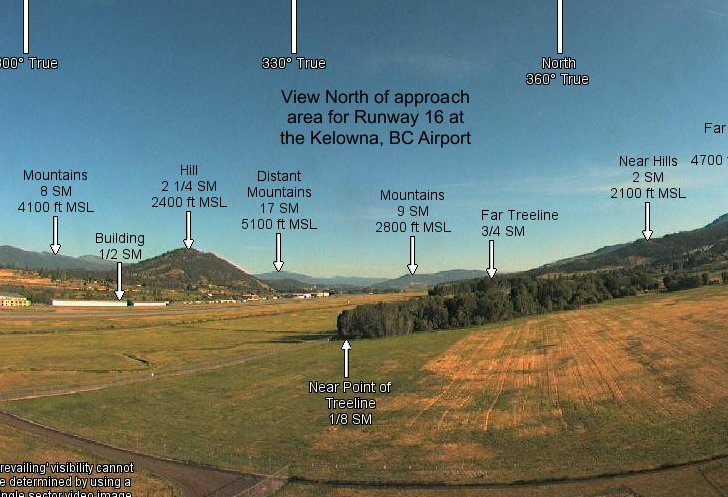 300° True
330° True
North
360° True
View North of approach
area for Runway 16 at
the Kelowna, BC Airport
Far
4700
Mountains
8 SM
4100 ft MSL
Building
1/2 SM
Hill
2 1/4 SM
2400 ft MSL
Distant
Mountains
17 SM
5100 ft MSL
Mountains
9 SM
2800 ft MSL
Far Treeline
3/4 SM
Near Hills
2 SM
2100 ft MSL
Near Point of
Treeline
1/8 SM
revailing' visibility cannot
e determined by using a
ngle sector video image